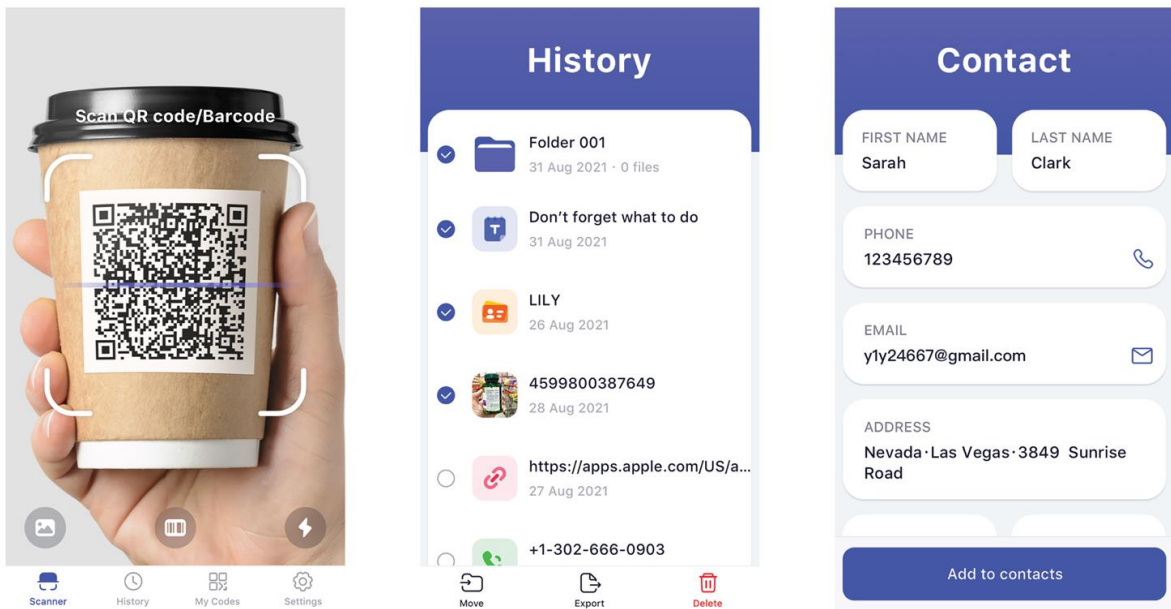 Scan QR code/Barcode
Scanner
History
My Codes
Settings
History
Folder 001
31 Aug 2021 · 0 files
Don't forget what to do
31 Aug 2021
LILY
26 Aug 2021
4599800387649
28 Aug 2021
https://apps.apple.com/US/a...
27 Aug 2021
+1-302-666-0903
Move
Export
Delete
Contact
FIRST NAME
Sarah
LAST NAME
Clark
PHONE
123456789
EMAIL
y1y24667@gmail.com
ADDRESS
Nevada·Las Vegas·3849 Sunrise
Road
Add to contacts